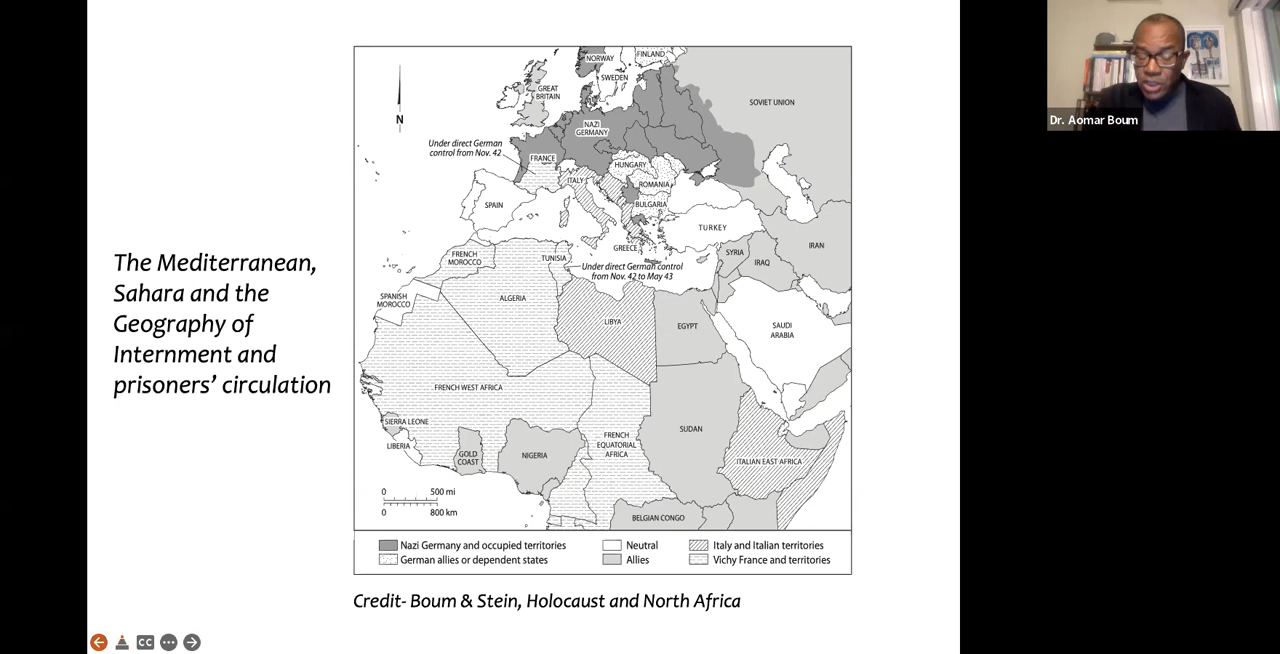 Dr. Aomar Boum
The Mediterranean,
Sahara and the
Geography of
Internment and
prisoners' circulation
N
NORWAY
FINLAND
SWEDEN
GREAT
BRITAIN
SOVIET UNION
NAZI
GERMANY
Under direct German
control from Nov. 42
FRANCE
HUNGARY
ITALY
ROMANIA
SPAIN
BULGARIA
TURKEY
GREECE
SYRIA
IRAQ
IRAN
FRENCH
MOROCCO
TUNISIA
Under direct German control
from Nov. 42 to May 43
SPANISH
MOROCCO
ALGERIA
LIBYA
EGYPT
SAUDI
ARABIA
FRENCH WEST AFRICA
SIERRA LEONE
LIBERIA
GOLD
COAST
NIGERIA
FRENCH
EQUATORIAL
AFRICA
SUDAN
ITALIAN EAST AFRICA
BELGIAN CONGO
0 500 mi
0 800 km
Nazi Germany and occupied territories
Neutral
Italy and Italian territories
German allies or dependent states
Allies
Vichy France and territories
Credit- Boum & Stein, Holocaust and North Africa
CC